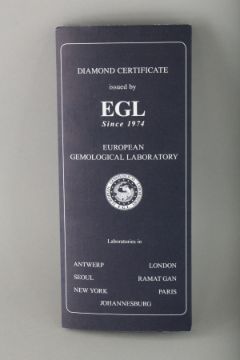 DIAMOND CERTIFICATE
issued by
EGL
Since 1974
EUROPEAN
GEMOLOGICAL LABORATORY
EGL
Laboratories in
ANTWERP LONDON
SEOUL RAMAT GAN
NEW YORK PARIS
JOHANNESBURG